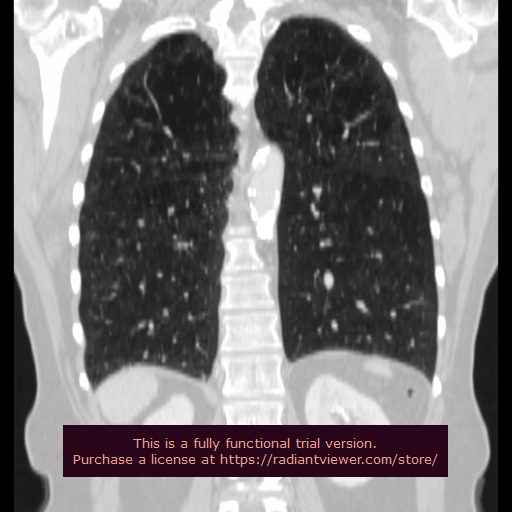 This is a fully functional trial version.
Purchase a license at https://radiantviewer.com/store/